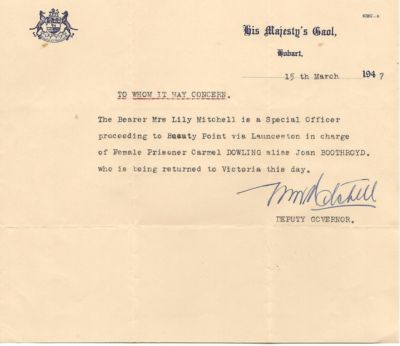 His Majesty's Gaol,
Hobart.
15 th March 1947
TO WHOM IT MAY CONCERN.
The Bearer Mrs Lily Mitchell is a Special Officer
proceeding to Beauty Point via Launceston in charge
of Female Prisoner Carmel DOWLING alias Joan BOOTHROYD.
who is being returned to Victoria this day.
DEPUTY GOVERNOR.